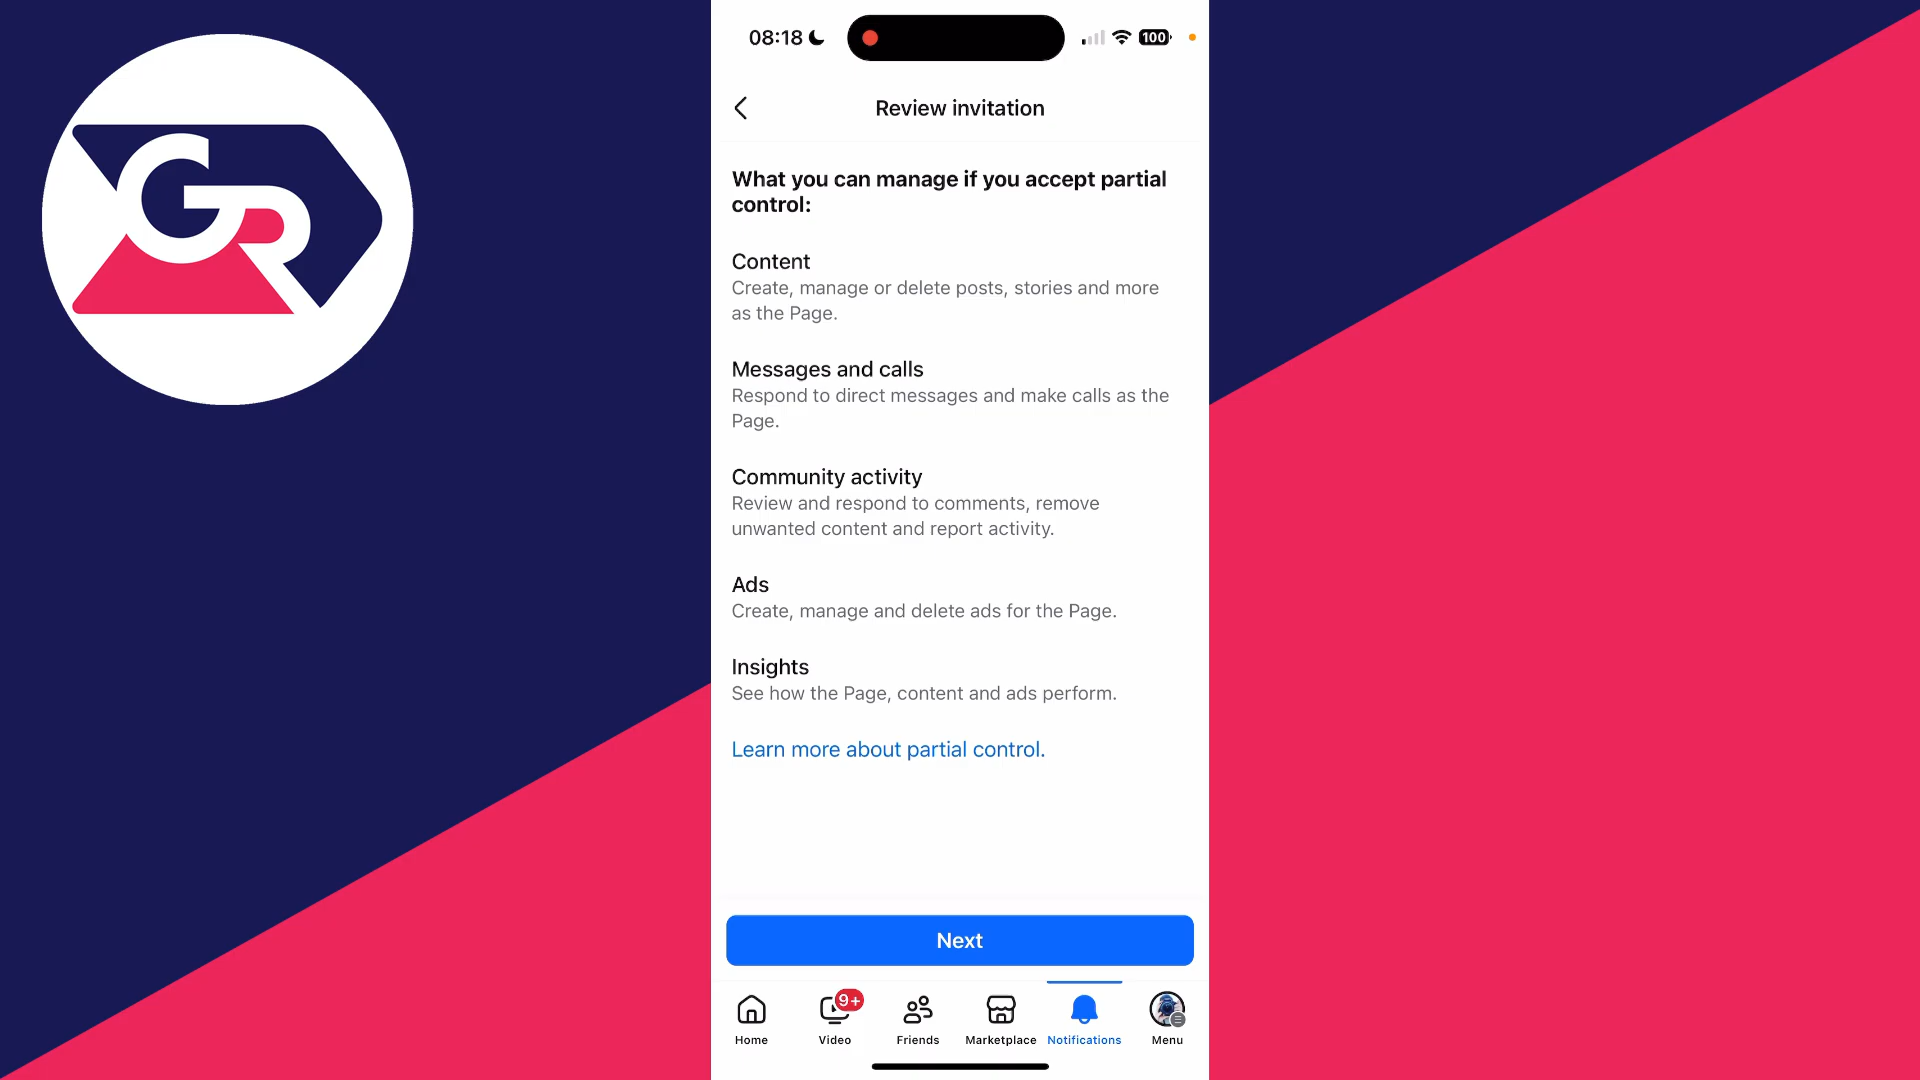 GR
08:18
100
Review invitation
What you can manage if you accept partial
control:
Content
Create, manage or delete posts, stories and more
as the Page.
Messages and calls
Respond to direct messages and make calls as the
Page.
Community activity
Review and respond to comments, remove
unwanted content and report activity.
Ads
Create, manage and delete ads for the Page.
Insights
See how the Page, content and ads perform.
Learn more about partial control.
Next
9+
Home Video Friends Marketplace Notifications Menu